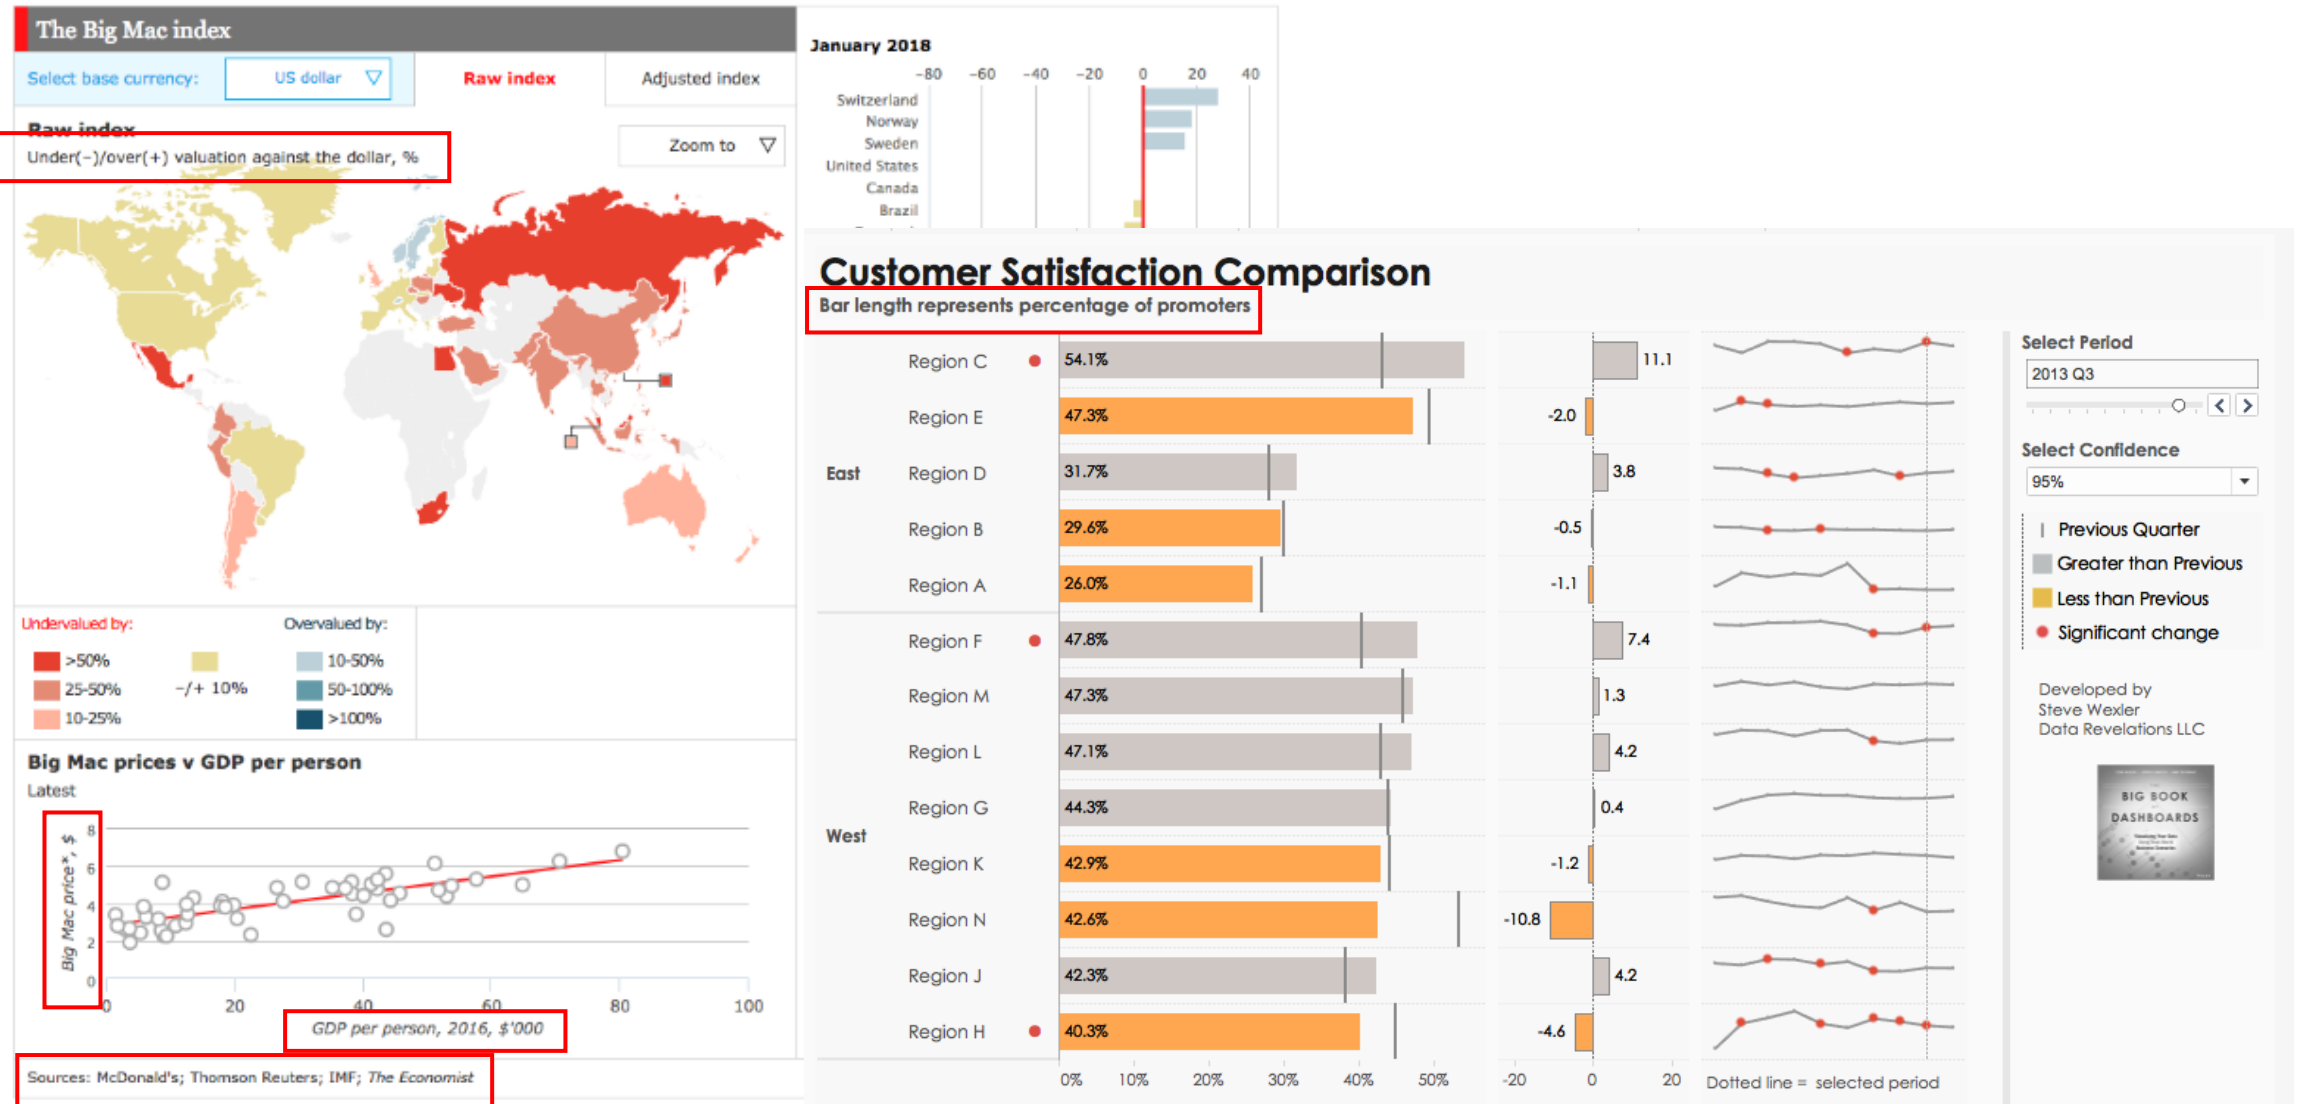 The Big Mac index
Select base currency:
US dollar
Raw index
Adjusted index
Raw index
Under(−)/over(+) valuation against the dollar, %
Zoom to
Undervalued by:
Overvalued by:
>50%
10-50%
25-50%
−/+ 10%
50-100%
10-25%
>100%
Big Mac prices v GDP per person
Latest
Big Mac price*, $
8
6
4
2
0
0 20 40 60 80 100
GDP per person, 2016, $'000
Sources: McDonald's; Thomson Reuters; IMF; The Economist
January 2018
−80 −60 −40 −20 0 20 40
Switzerland
Norway
Sweden
United States
Canada
Brazil
Customer Satisfaction Comparison
Bar length represents percentage of promoters
Region C 54.1% 11.1
Region E 47.3% -2.0
East Region D 31.7% 3.8
Region B 29.6% -0.5
Region A 26.0% -1.1
Region F 47.8% 7.4
Region M 47.3% 1.3
Region L 47.1% 4.2
Region G 44.3% 0.4
West
Region K 42.9% -1.2
Region N 42.6% -10.8
Region J 42.3% 4.2
Region H 40.3% -4.6
0% 10% 20% 30% 40% 50%
-20 0 20
Dotted line = selected period
Select Period
2013 Q3
Select Confidence
95%
Previous Quarter
Greater than Previous
Less than Previous
Significant change
Developed by
Steve Wexler
Data Revelations LLC
BIG BOOK
DASHBOARDS